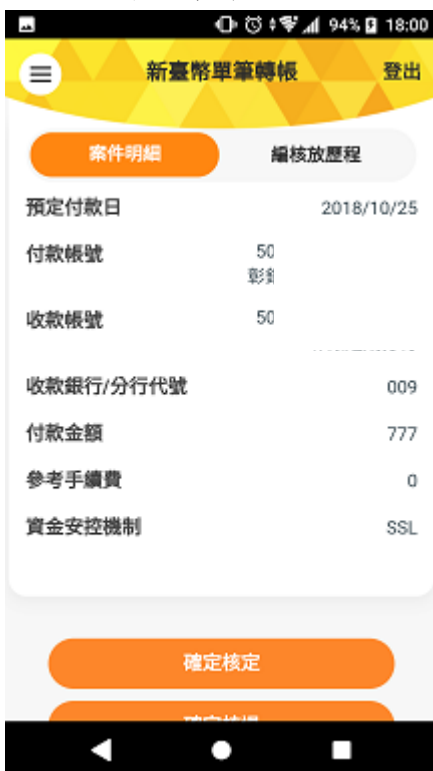 94% 18:00
新臺幣單筆轉帳 登出
案件明細 編核放歷程
預定付款日 2018/10/25
付款帳號 50
彰
收款帳號 50
收款銀行/分行代號 009
付款金額 777
參考手續費 0
資金安控機制 SSL
確定核定